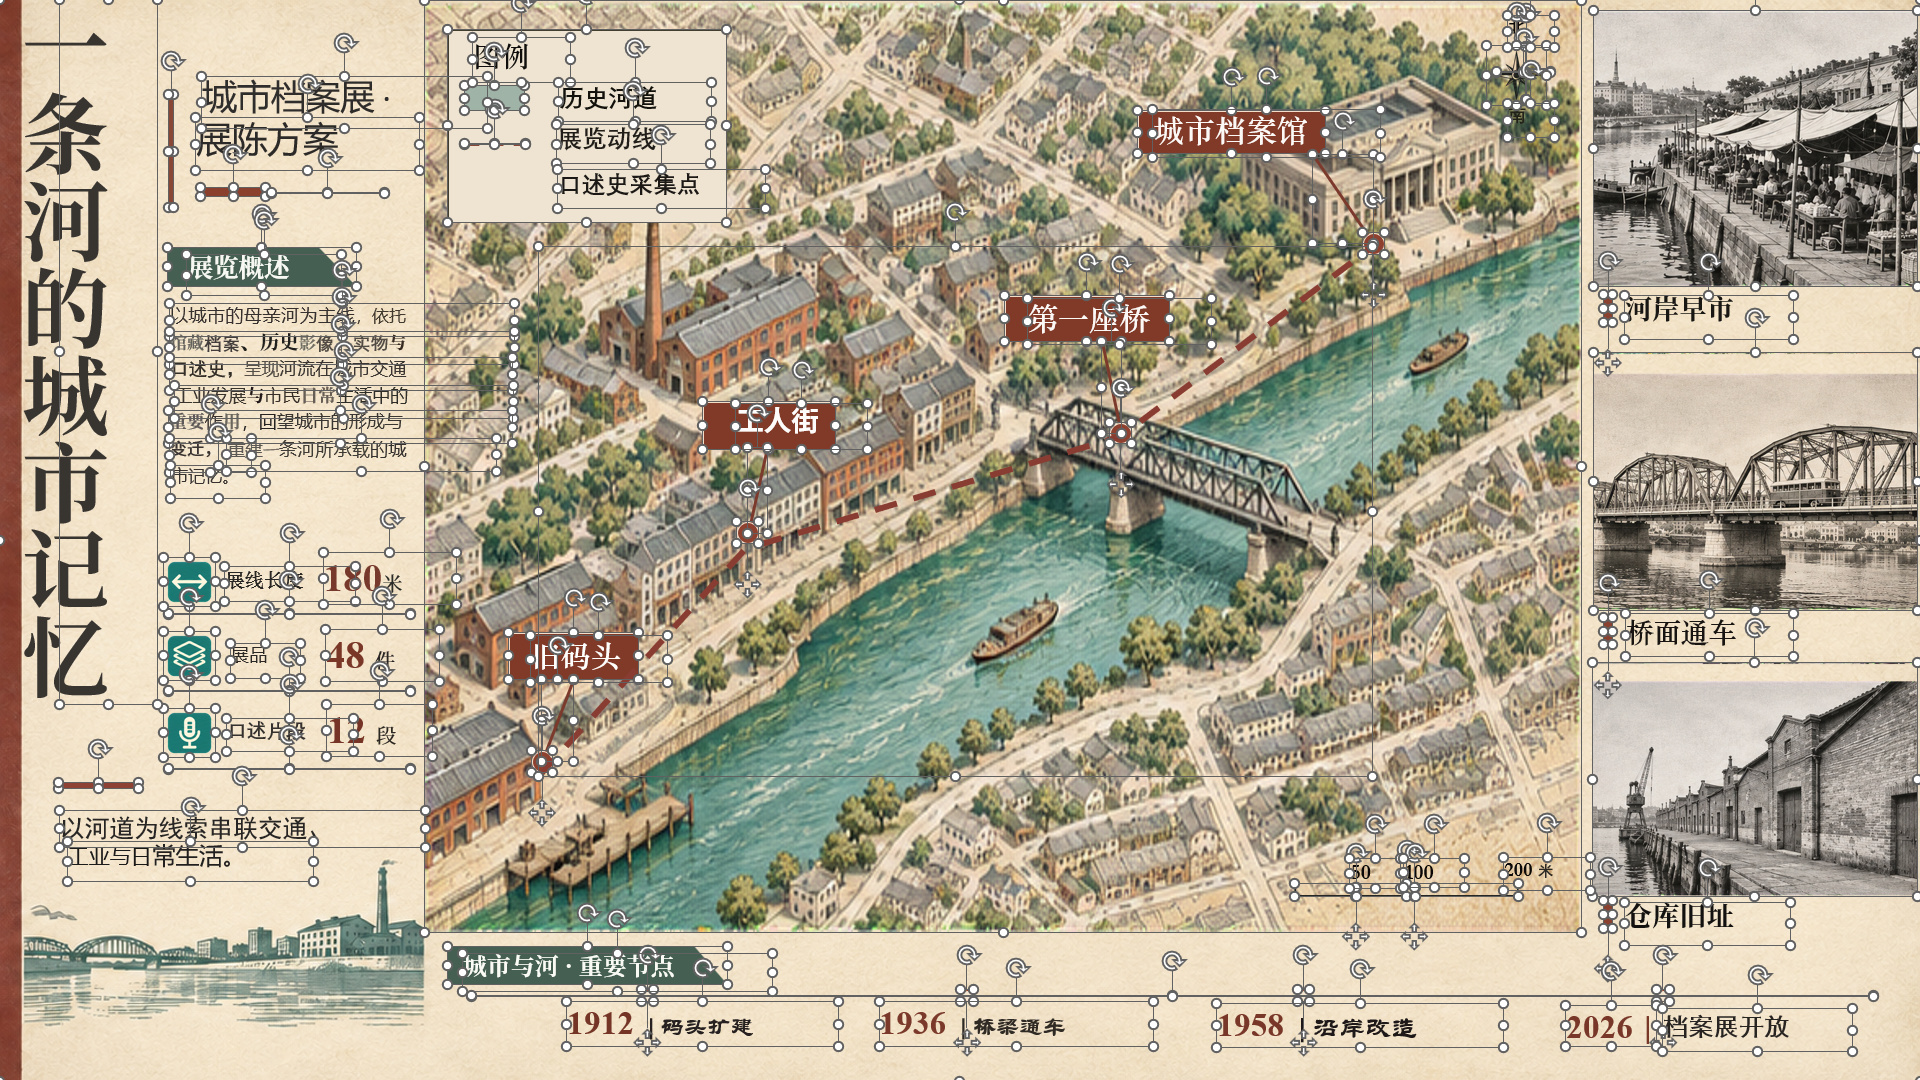 一条河的城市记忆
城市档案展·
展陈方案
展览概述
以城市的母亲河为主线，依托
馆藏档案、历史影像、实物与
口述史，呈现河流在城市交通
工业发展与市民日常生活中的
重要作用，回望城市的形成与
变迁，重建一条河所承载的城
市记忆。
展线长度 180米
展品 48 件
口述片段 12 段
以河道为线索串联交通、
工业与日常生活。
图例
历史河道
展览动线
口述史采集点
北
南
城市档案馆
第一座桥
工人街
旧码头
50 100 200 米
河岸早市
桥面通车
仓库旧址
城市与河·重要节点
1912 | 码头扩建
1936 | 桥梁通车
1958 | 沿岸改造
2026 | 档案展开放